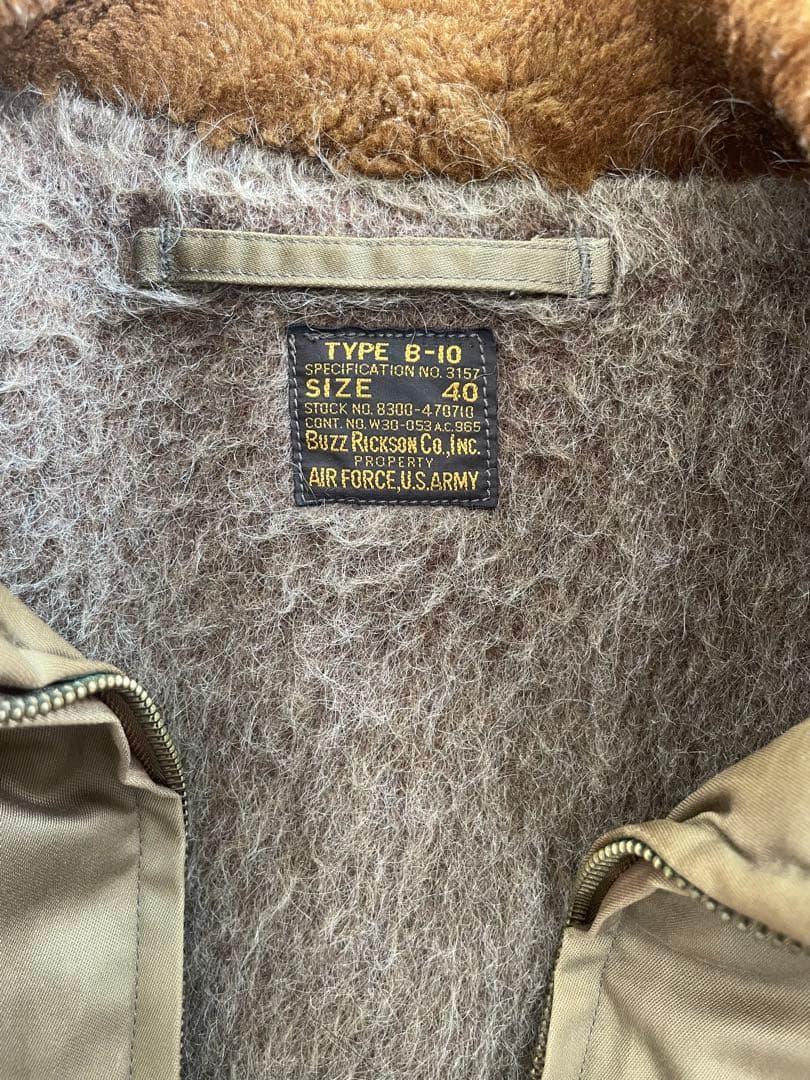 TYPE B-10
SPECIFICATION NO. 3157
SIZE 40
STOCK NO. 8300-470710
CONT. NO. W30-053 A.C. 965
BUZZ RICKSON CO., INC.
PROPERTY
AIR FORCE, U.S. ARMY